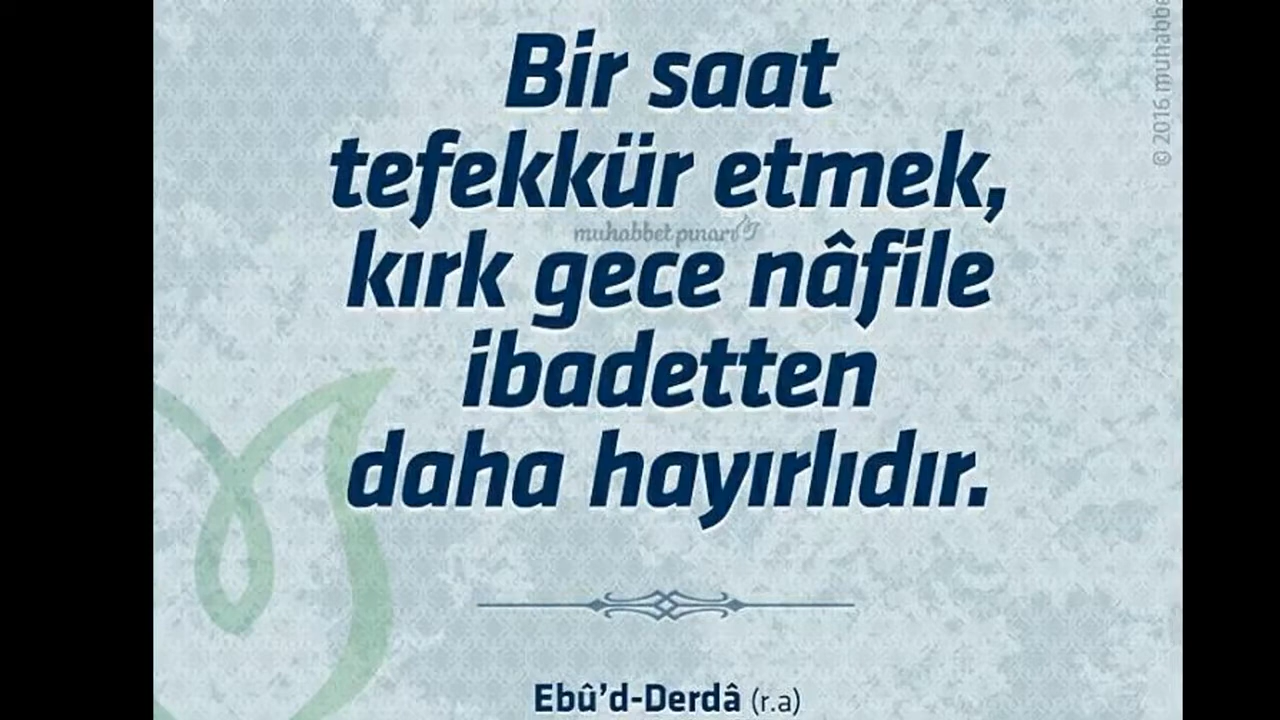 Bir saat
tefekkür etmek,
muhabbet pınarı
kırk gece nâfile
ibadetten
daha hayırlıdır.
Ebû'd-Derdâ (r.a)
© 2016 muhabbe